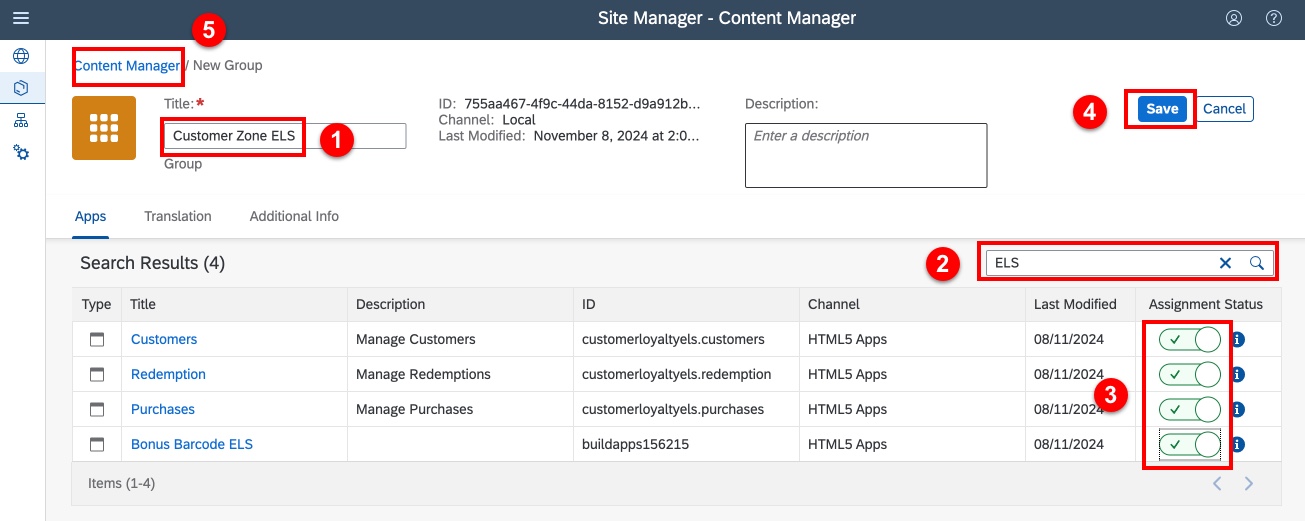 Site Manager - Content Manager
5
Content Manager / New Group
Title:*
Customer Zone ELS
1
Group
ID: 755aa467-4f9c-44da-8152-d9a912b...
Channel: Local
Last Modified: November 8, 2024 at 2:0...
Description:
Enter a description
4
Save
Cancel
Apps Translation Additional Info
Search Results (4)
2
ELS
Type Title Description ID Channel Last Modified Assignment Status
Customers Manage Customers customerloyaltyels.customers HTML5 Apps 08/11/2024
Redemption Manage Redemptions customerloyaltyels.redemption HTML5 Apps 08/11/2024
3
Purchases Manage Purchases customerloyaltyels.purchases HTML5 Apps 08/11/2024
Bonus Barcode ELS buildapps156215 HTML5 Apps 08/11/2024
Items (1-4)